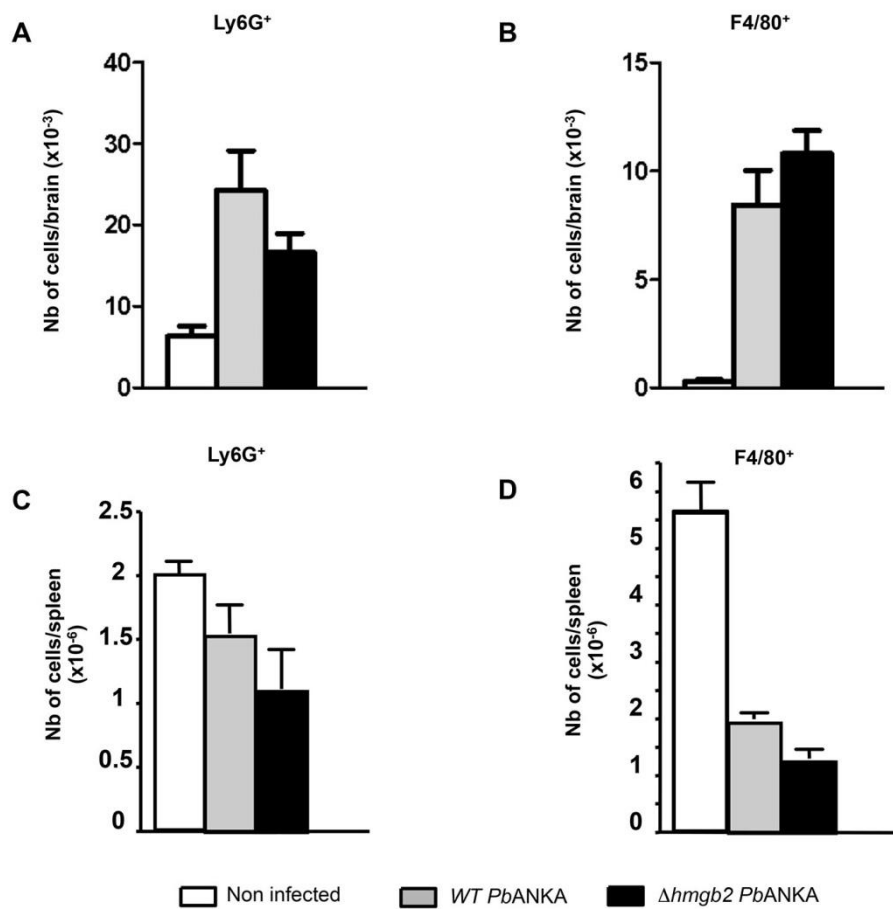 A
Ly6G⁺
Nb of cells/brain (x10⁻³)
40
30
20
10
0
B
F4/80⁺
Nb of cells/brain (x10⁻³)
15
10
5
0
C
Ly6G⁺
Nb of cells/spleen
(x10⁻⁶)
2.5
2
1.5
1
0.5
0
D
F4/80⁺
Nb of cells/spleen
(x10⁻⁶)
6
5
4
3
2
1
0
Non infected
WT PbANKA
Δhmgb2 PbANKA